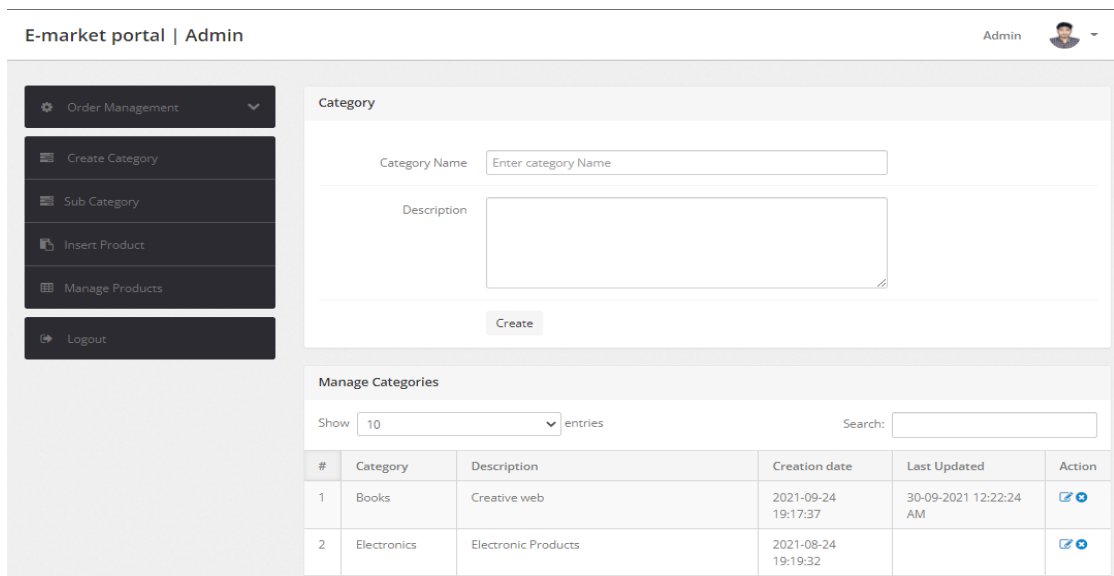 E-market portal | Admin
Admin
Order Management
Create Category
Sub Category
Insert Product
Manage Products
Logout
Category
Category Name
Enter category Name
Description
Create
Manage Categories
Show 10 entries
Search:
# Category Description Creation date Last Updated Action
1 Books Creative web 2021-09-24 30-09-2021 12:22:24
19:17:37 AM
2 Electronics Electronic Products 2021-08-24
19:19:32